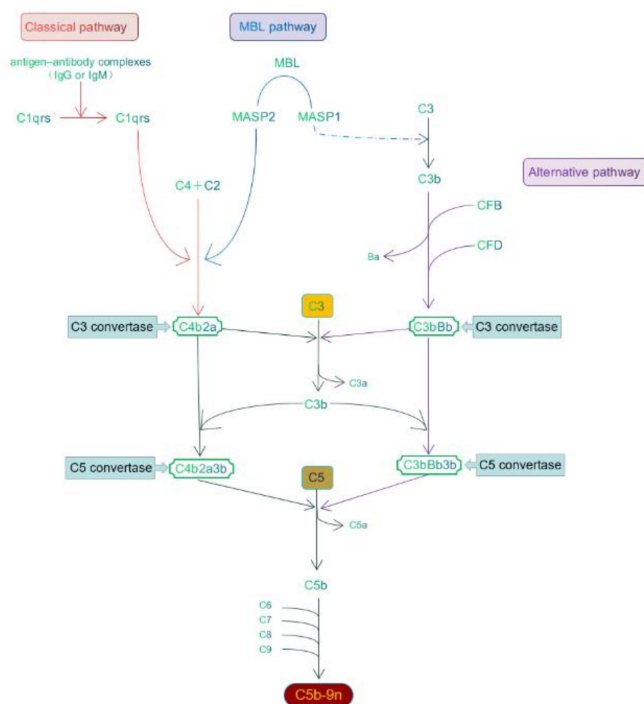 Classical pathway
MBL pathway
antigen–antibody complexes
（IgG or IgM）
MBL
C1qrs
C1qrs
MASP2
MASP1
C3
C3b
Alternative pathway
C4＋C2
CFB
Ba
CFD
C3
C3 convertase
C4b2a
C3bBb
C3 convertase
C3a
C3b
C5 convertase
C4b2a3b
C5
C3bBb3b
C5 convertase
C5a
C5b
C6
C7
C8
C9
C5b-9n